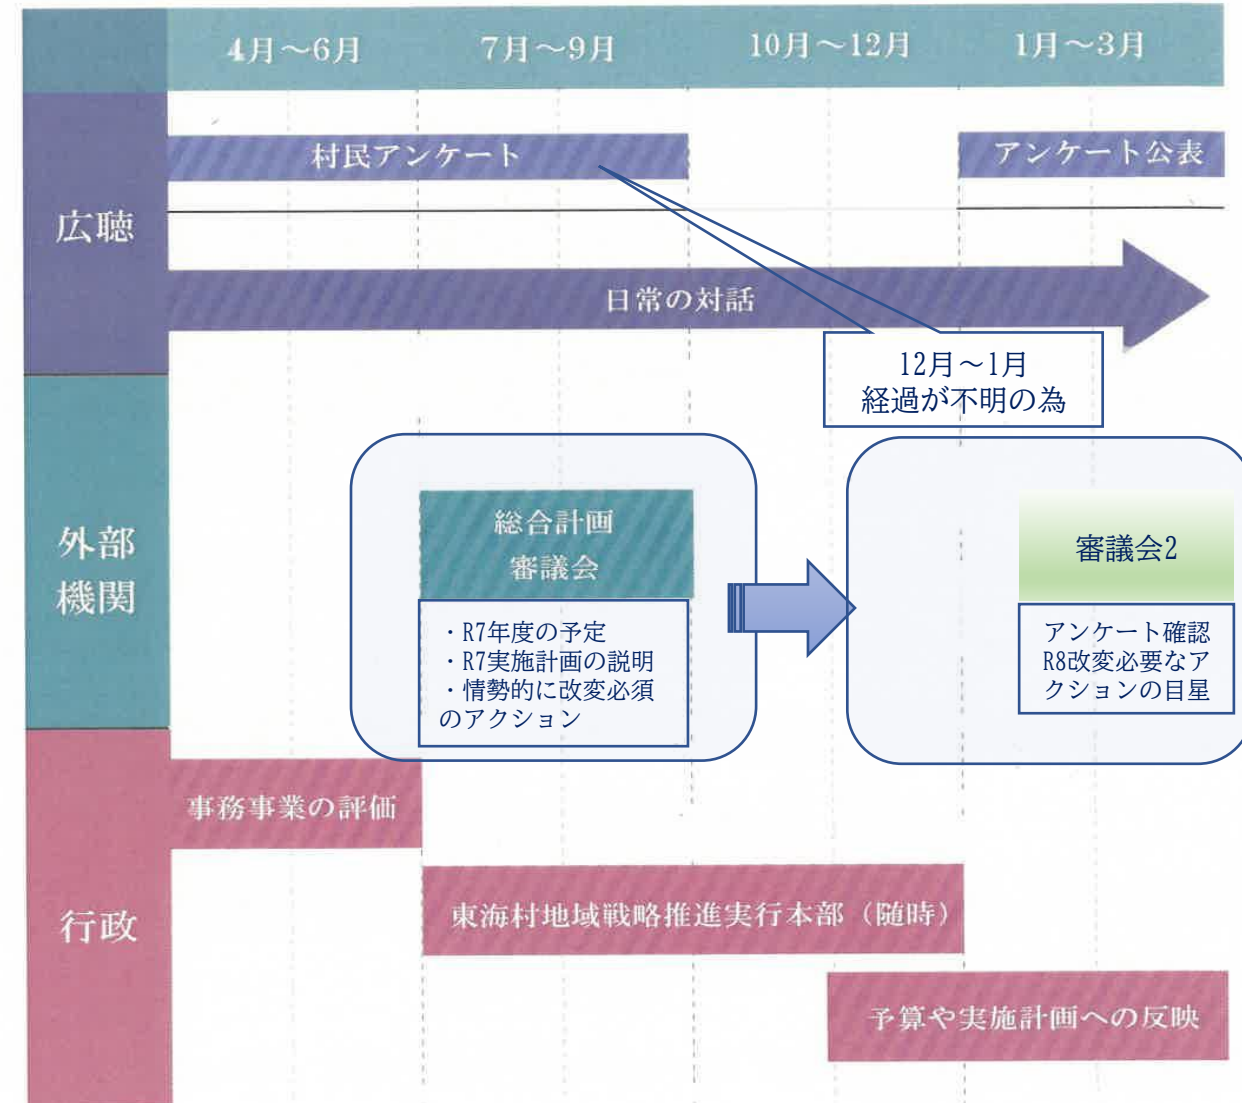 4月～6月
7月～9月
10月～12月
1月～3月
広聴
村民アンケート
アンケート公表
日常の対話
12月～1月
経過が不明の為
外部
機関
総合計画
審議会
・R7年度の予定
・R7実施計画の説明
・情勢的に改変必須
のアクション
審議会2
アンケート確認
R8改変必要なア
クションの目星
行政
事務事業の評価
東海村地域戦略推進実行本部（随時）
予算や実施計画への反映